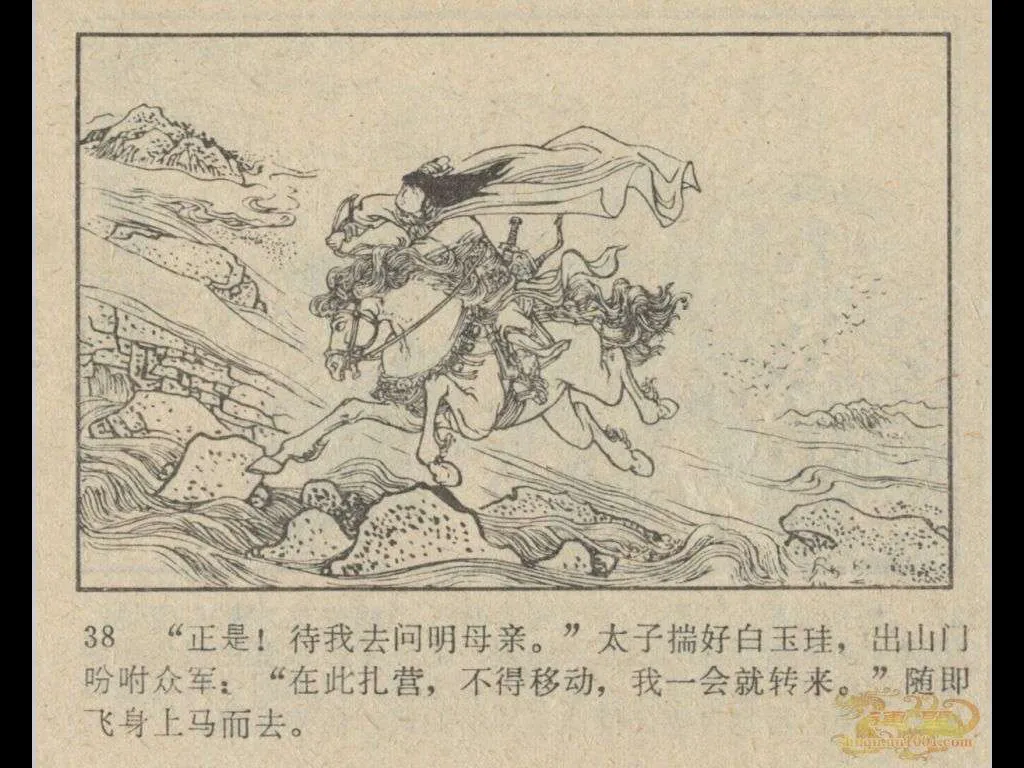 38 “正是！待我去问明母亲。”太子揣好白玉珪，出山门
吩咐众军：“在此扎营，不得移动，我一会就转来。”随即
飞身上马而去。